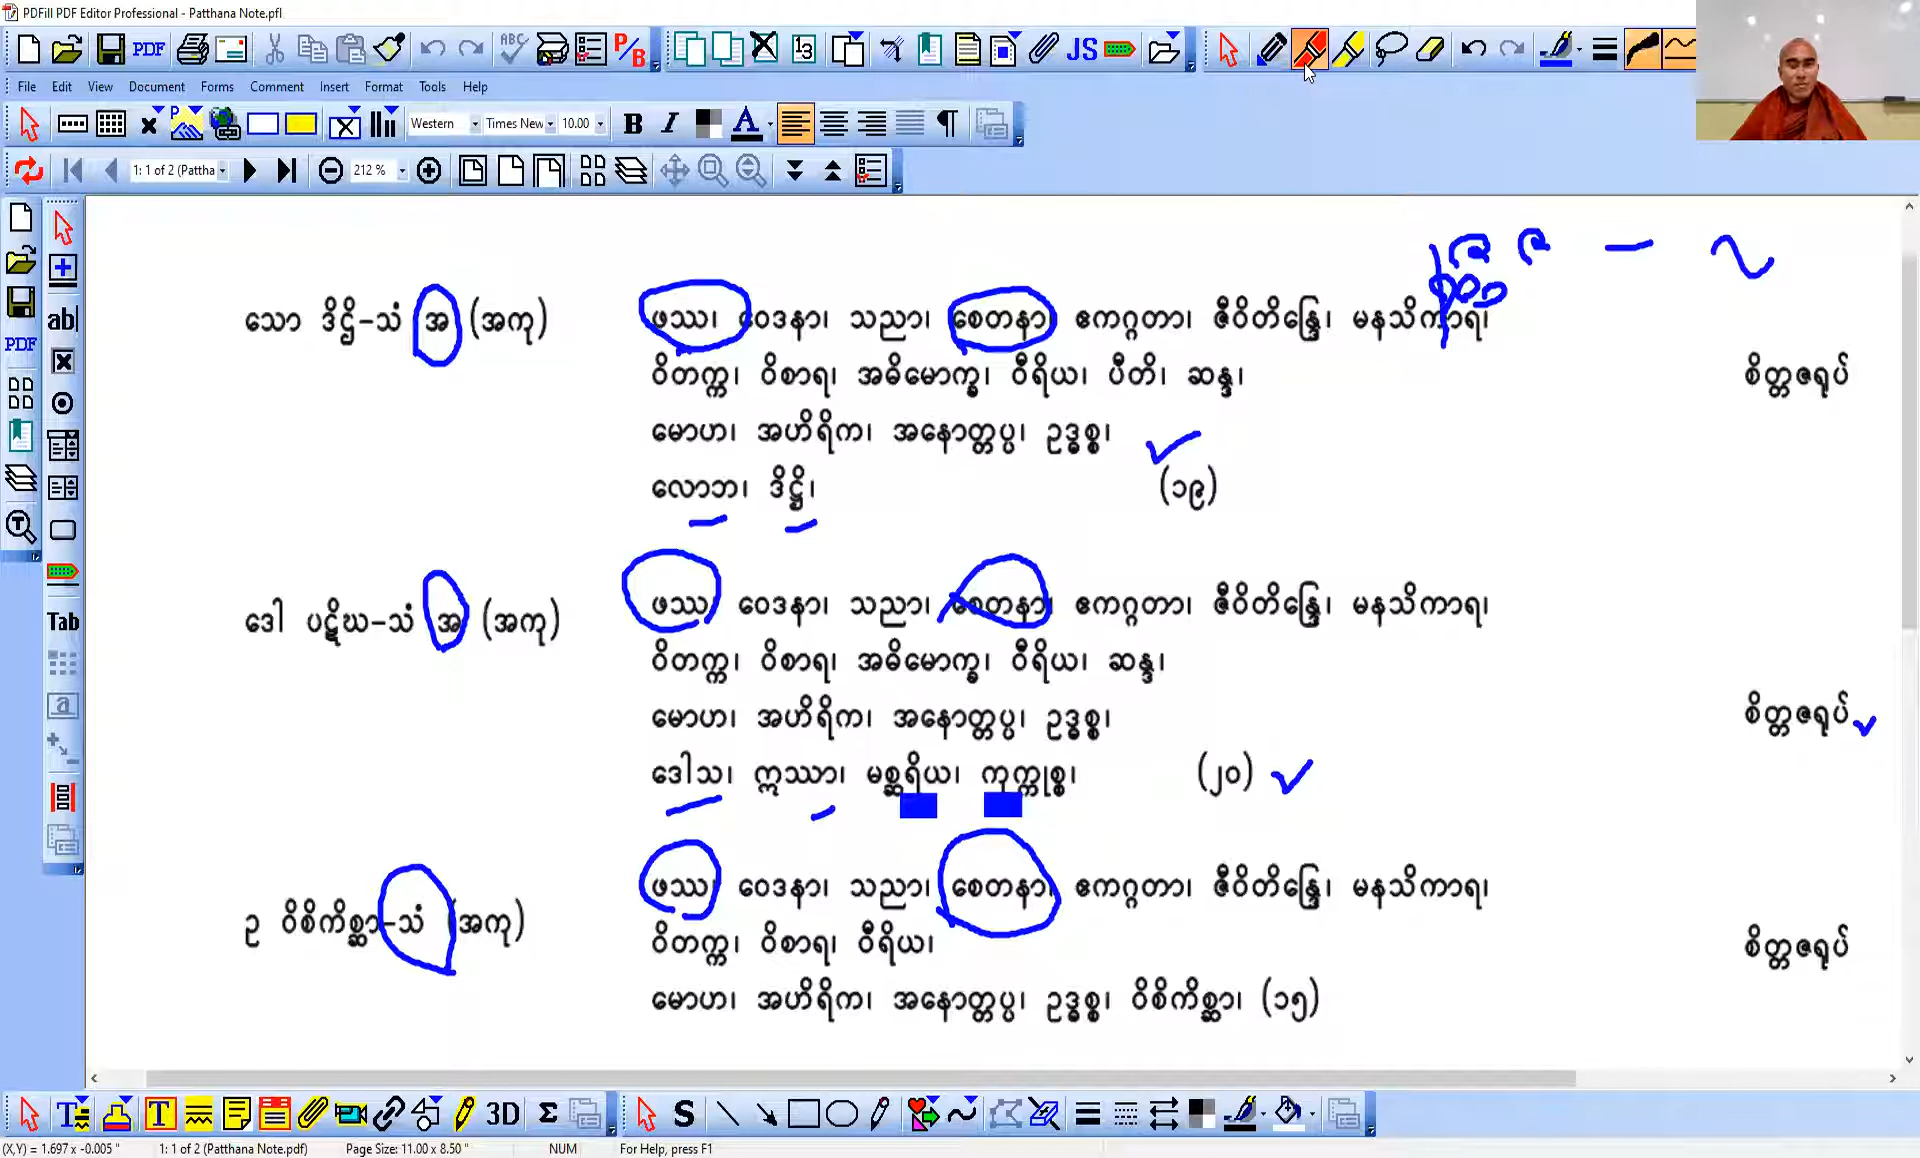 PDFill PDF Editor Professional - Patthana Note.pfl
PDF ABC P/B 13 JS
File Edit View Document Forms Comment Insert Format Tools Help
Western Times New 10.00 B I A
1: 1 of 2 (Pattha 212 %
သော ဒိဋ္ဌိ-သံ အ (အကု) ဖဿ၊ ဝေဒနာ၊ သညာ၊ စေတနာ၊ ဧကဂ္ဂတာ၊ ဇီဝိတိန္ဒြေ၊ မနသိကာရ၊
ab|
PDF
ဝိတက္က၊ ဝိစာရ၊ အဓိမောက္ခ၊ ဝီရိယ၊ ပီတိ၊ ဆန္ဒ၊ စိတ္တဇရုပ်
မောဟ၊ အဟိရိက၊ အနောတ္တပ္ပ၊ ဥဒ္ဓစ္စ၊
လောဘ၊ ဒိဋ္ဌိ၊ (၁၉)
ဒေါ ပဋိဃ-သံ အ (အကု) ဖဿ၊ ဝေဒနာ၊ သညာ၊ စေတနာ၊ ဧကဂ္ဂတာ၊ ဇီဝိတိန္ဒြေ၊ မနသိကာရ၊
Tab
ဝိတက္က၊ ဝိစာရ၊ အဓိမောက္ခ၊ ဝီရိယ၊ ဆန္ဒ၊
မောဟ၊ အဟိရိက၊ အနောတ္တပ္ပ၊ ဥဒ္ဓစ္စ၊ စိတ္တဇရုပ်
ဒေါသ၊ ဣဿာ၊ မစ္ဆရိယ၊ ကုက္ကုစ္စ၊ (၂၀)
ဥ ဝိစိကိစ္ဆာ-သံ (အကု) ဖဿ၊ ဝေဒနာ၊ သညာ၊ စေတနာ၊ ဧကဂ္ဂတာ၊ ဇီဝိတိန္ဒြေ၊ မနသိကာရ၊
ဝိတက္က၊ ဝိစာရ၊ ဝီရိယ၊ စိတ္တဇရုပ်
မောဟ၊ အဟိရိက၊ အနောတ္တပ္ပ၊ ဥဒ္ဓစ္စ၊ ဝိစိကိစ္ဆာ၊ (၁၅)
T T 3D Σ S
(X,Y) = 1.697 x -0.005 " 1: 1 of 2 (Patthana Note.pdf) Page Size: 11.00 x 8.50 " NUM For Help, press F1